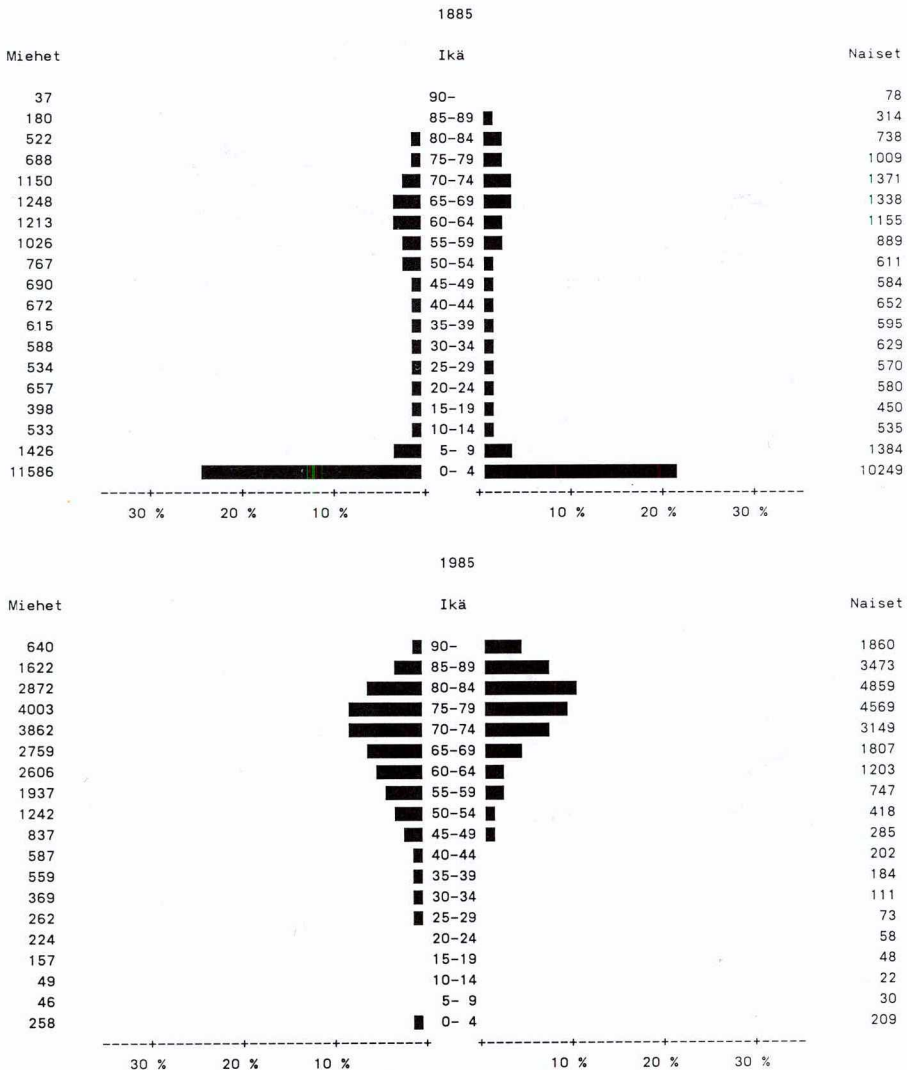 1885
Miehet Ikä Naiset
37 90- 78
180 85-89 314
522 80-84 738
688 75-79 1009
1150 70-74 1371
1248 65-69 1338
1213 60-64 1155
1026 55-59 889
767 50-54 611
690 45-49 584
672 40-44 652
615 35-39 595
588 30-34 629
534 25-29 570
657 20-24 580
398 15-19 450
533 10-14 535
1426 5- 9 1384
11586 0- 4 10249
30 % 20 % 10 % 10 % 20 % 30 %
1985
Miehet Ikä Naiset
640 90- 1860
1622 85-89 3473
2872 80-84 4859
4003 75-79 4569
3862 70-74 3149
2759 65-69 1807
2606 60-64 1203
1937 55-59 747
1242 50-54 418
837 45-49 285
587 40-44 202
559 35-39 184
369 30-34 111
262 25-29 73
224 20-24 58
157 15-19 48
49 10-14 22
46 5- 9 30
258 0- 4 209
30 % 20 % 10 % 10 % 20 % 30 %